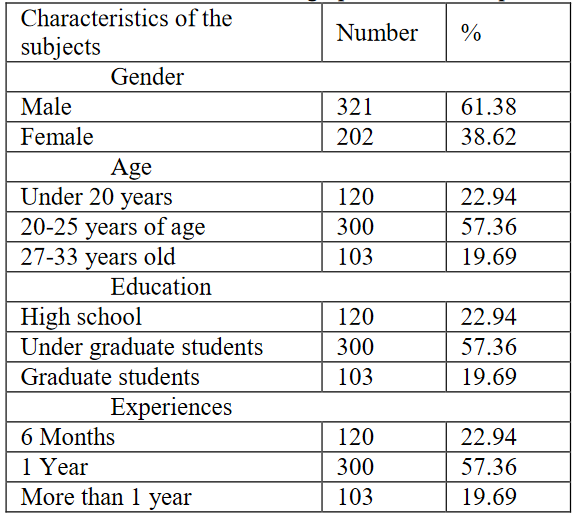 Characteristics of the subjects Number %
Gender
Male 321 61.38
Female 202 38.62
Age
Under 20 years 120 22.94
20-25 years of age 300 57.36
27-33 years old 103 19.69
Education
High school 120 22.94
Under graduate students 300 57.36
Graduate students 103 19.69
Experiences
6 Months 120 22.94
1 Year 300 57.36
More than 1 year 103 19.69